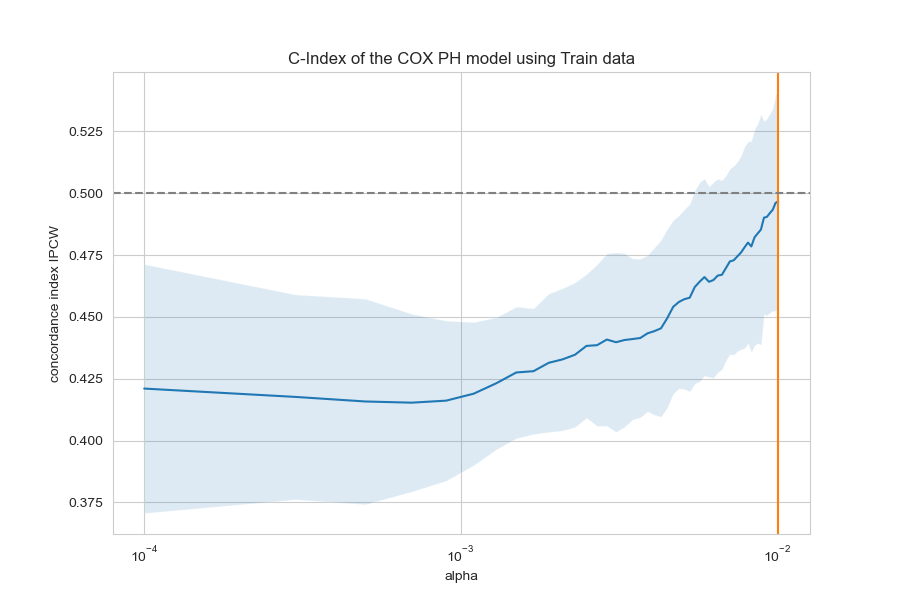 C-Index of the COX PH model using Train data
concordance index IPCW
0.525
0.500
0.475
0.450
0.425
0.400
0.375
10⁻⁴ 10⁻³ 10⁻²
alpha